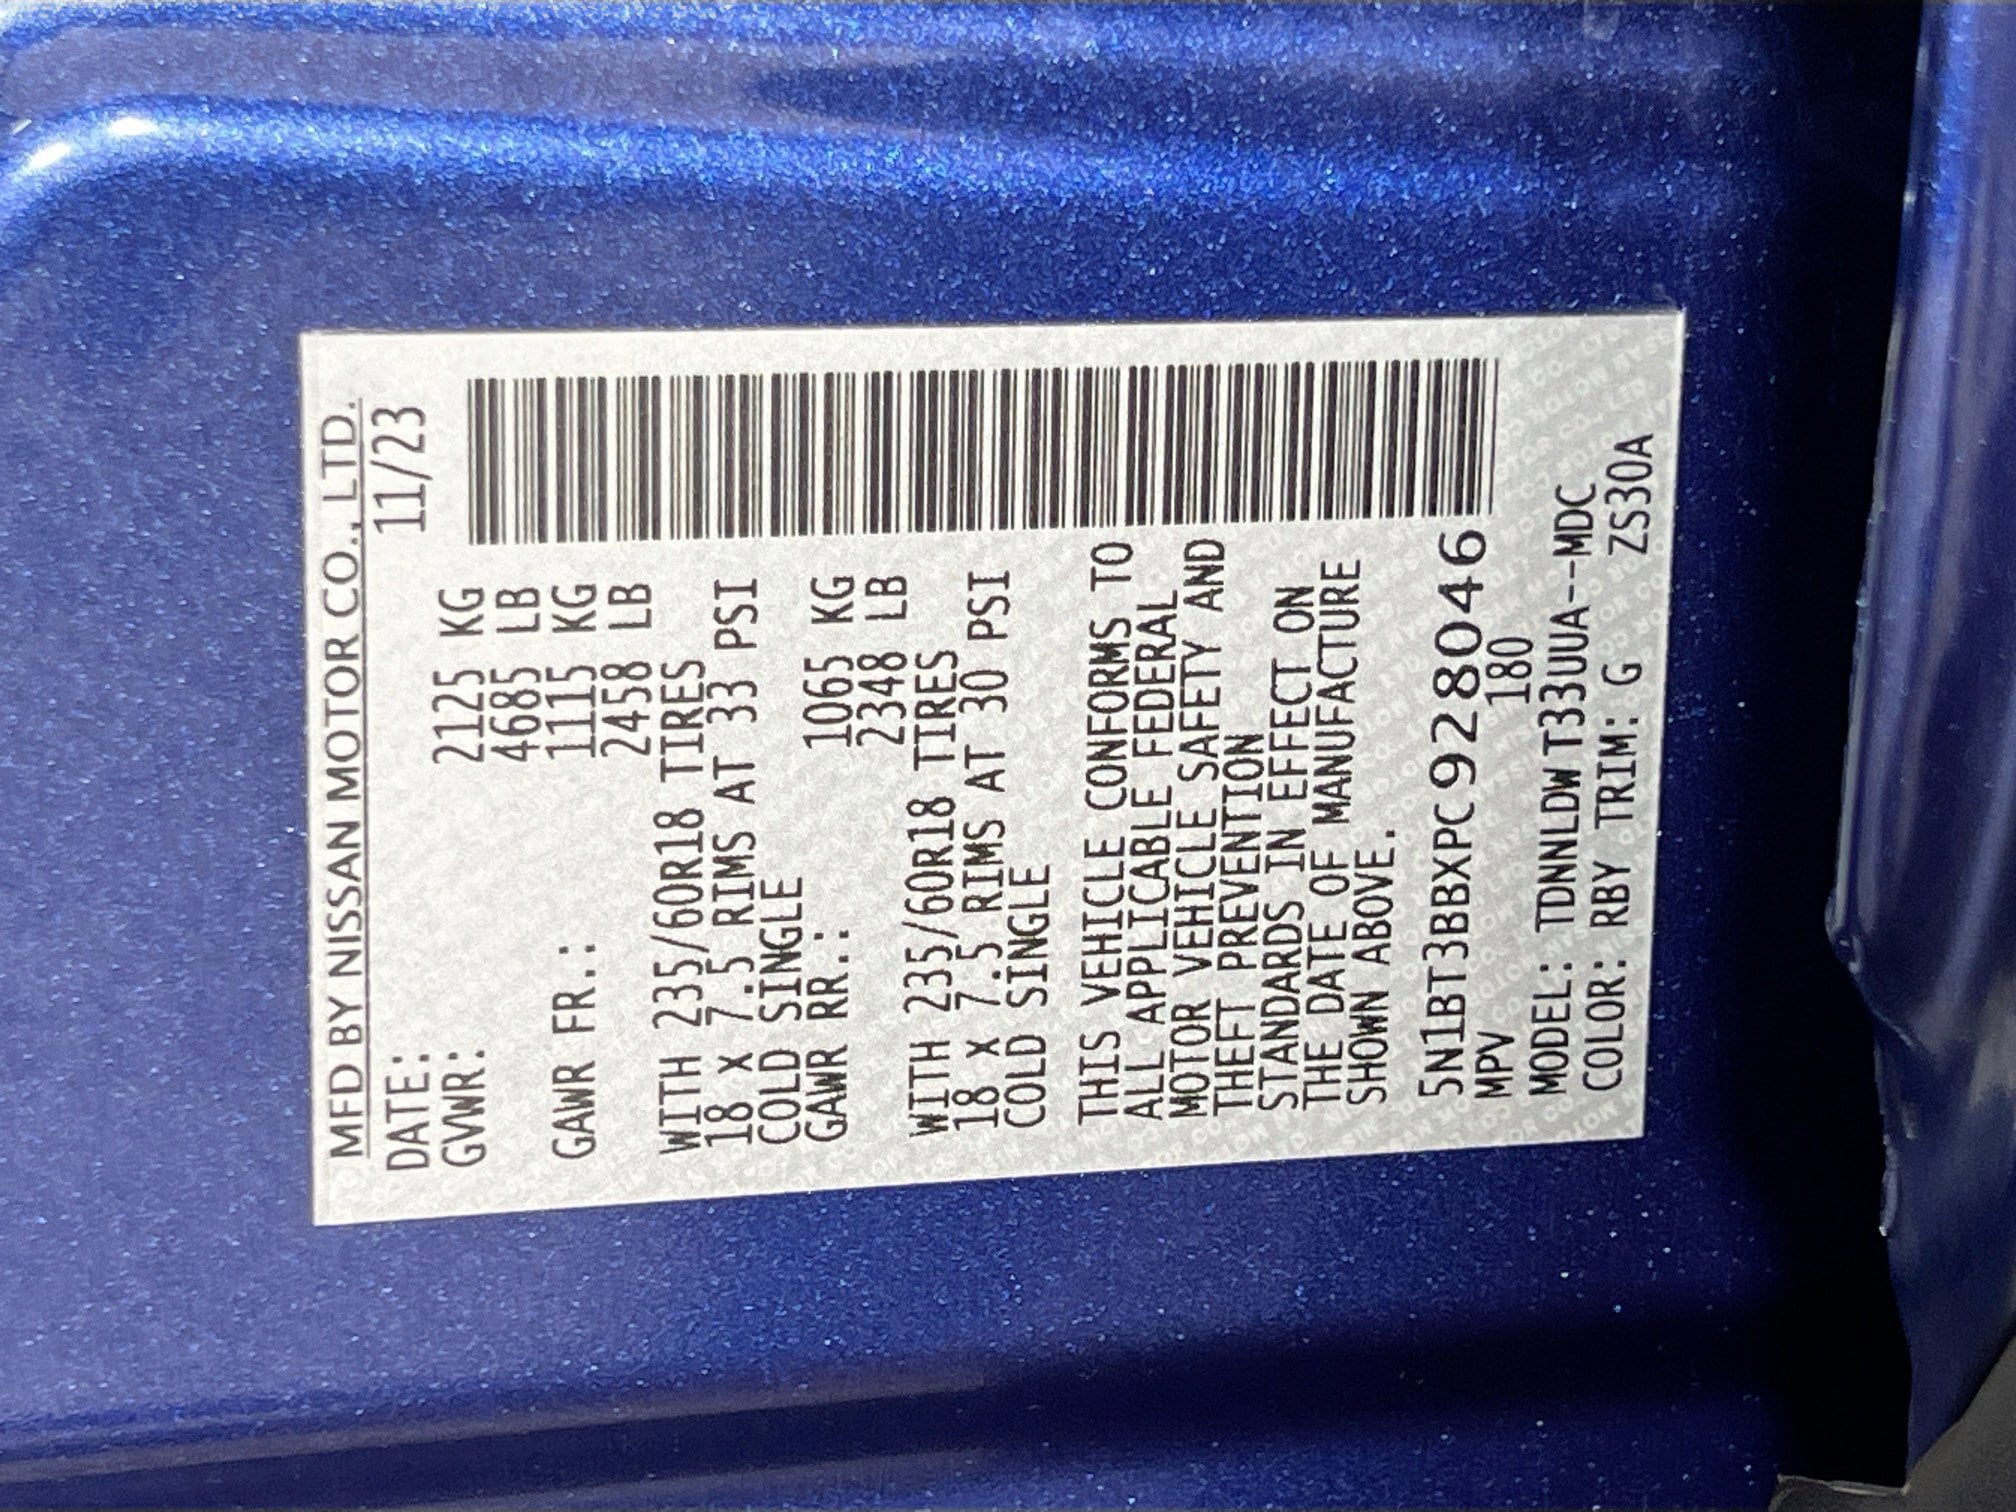 MFD BY NISSAN MOTOR CO., LTD.
DATE: 11/23
GVWR: 2125 KG
4685 LB
GAWR FR.: 1115 KG
2458 LB
WITH 235/60R18 TIRES
18 x 7.5 RIMS AT 33 PSI
COLD SINGLE
GAWR RR.: 1065 KG
2348 LB
WITH 235/60R18 TIRES
18 x 7.5 RIMS AT 30 PSI
COLD SINGLE
THIS VEHICLE CONFORMS TO
ALL APPLICABLE FEDERAL
MOTOR VEHICLE SAFETY AND
THEFT PREVENTION
STANDARDS IN EFFECT ON
THE DATE OF MANUFACTURE
SHOWN ABOVE.
5N1BT3BBXPC928046
MPV 180
MODEL: TDNNLDW T33UUA--MDC
COLOR: RBY TRIM: G ZS30A